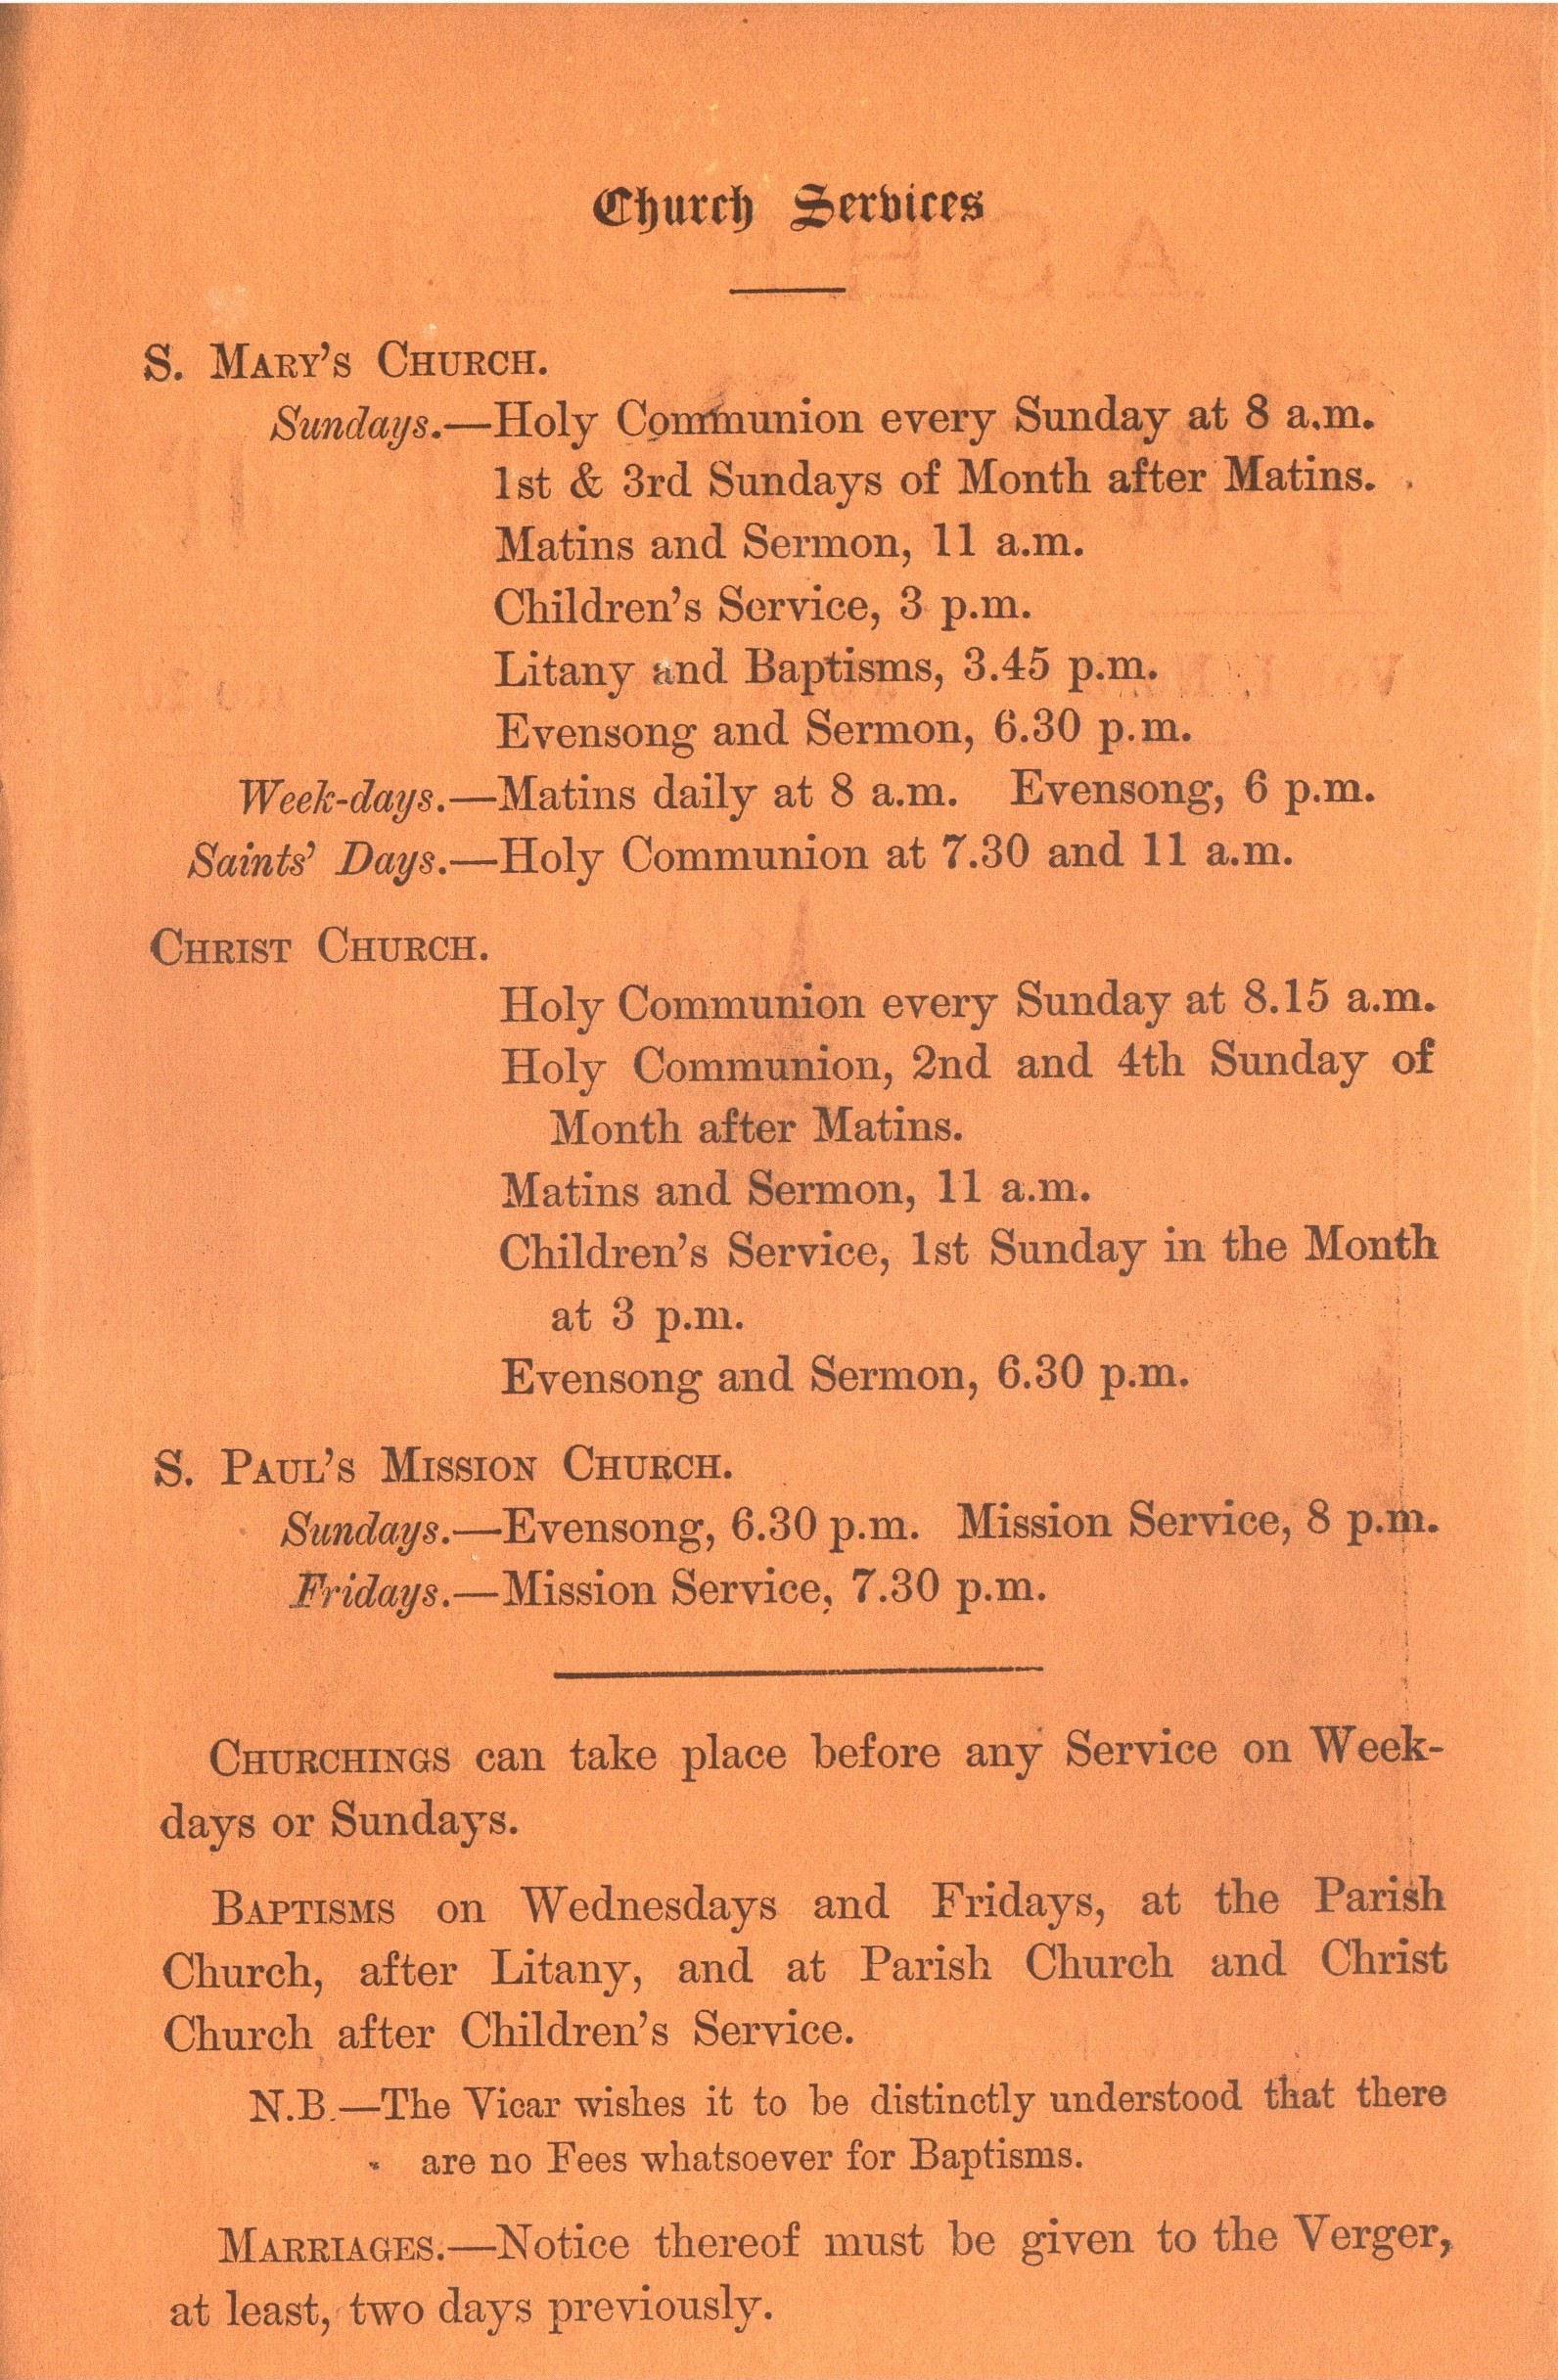 Church Services
S. Mary's Church.
Sundays.—Holy Communion every Sunday at 8 a.m.
1st & 3rd Sundays of Month after Matins.
Matins and Sermon, 11 a.m.
Children's Service, 3 p.m.
Litany and Baptisms, 3.45 p.m.
Evensong and Sermon, 6.30 p.m.
Week-days.—Matins daily at 8 a.m. Evensong, 6 p.m.
Saints' Days.—Holy Communion at 7.30 and 11 a.m.
Christ Church.
Holy Communion every Sunday at 8.15 a.m.
Holy Communion, 2nd and 4th Sunday of
Month after Matins.
Matins and Sermon, 11 a.m.
Children's Service, 1st Sunday in the Month
at 3 p.m.
Evensong and Sermon, 6.30 p.m.
S. Paul's Mission Church.
Sundays.—Evensong, 6.30 p.m. Mission Service, 8 p.m.
Fridays.—Mission Service, 7.30 p.m.
Churchings can take place before any Service on Week-
days or Sundays.
Baptisms on Wednesdays and Fridays, at the Parish
Church, after Litany, and at Parish Church and Christ
Church after Children's Service.
N.B.—The Vicar wishes it to be distinctly understood that there
are no Fees whatsoever for Baptisms.
Marriages.—Notice thereof must be given to the Verger,
at least, two days previously.